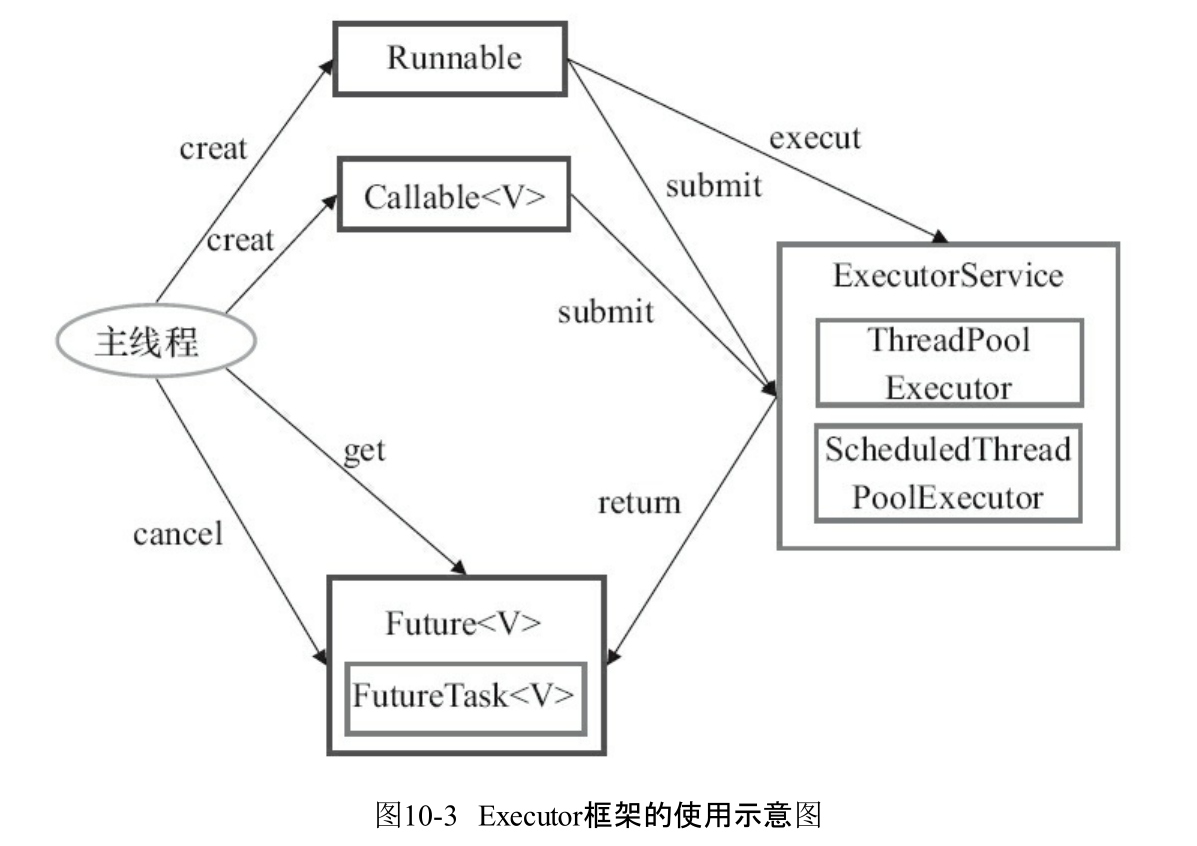 Runnable
creat
execut
submit
Callable<V>
creat
ExecutorService
submit
主线程
ThreadPool
Executor
get
ScheduledThread
PoolExecutor
return
cancel
Future<V>
FutureTask<V>
图10-3 Executor框架的使用示意图